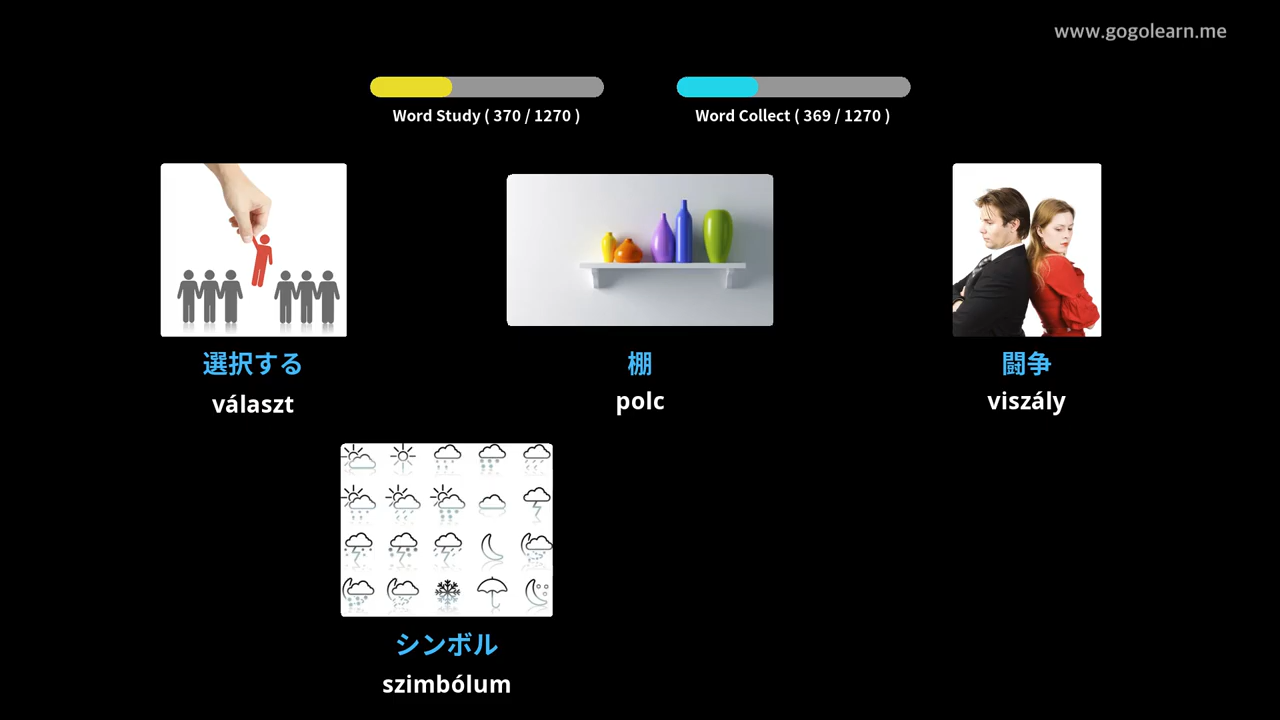 www.gogolearn.me
Word Study ( 370 / 1270 )
Word Collect ( 369 / 1270 )
選択する
választ
棚
polc
闘争
viszály
シンボル
szimbólum